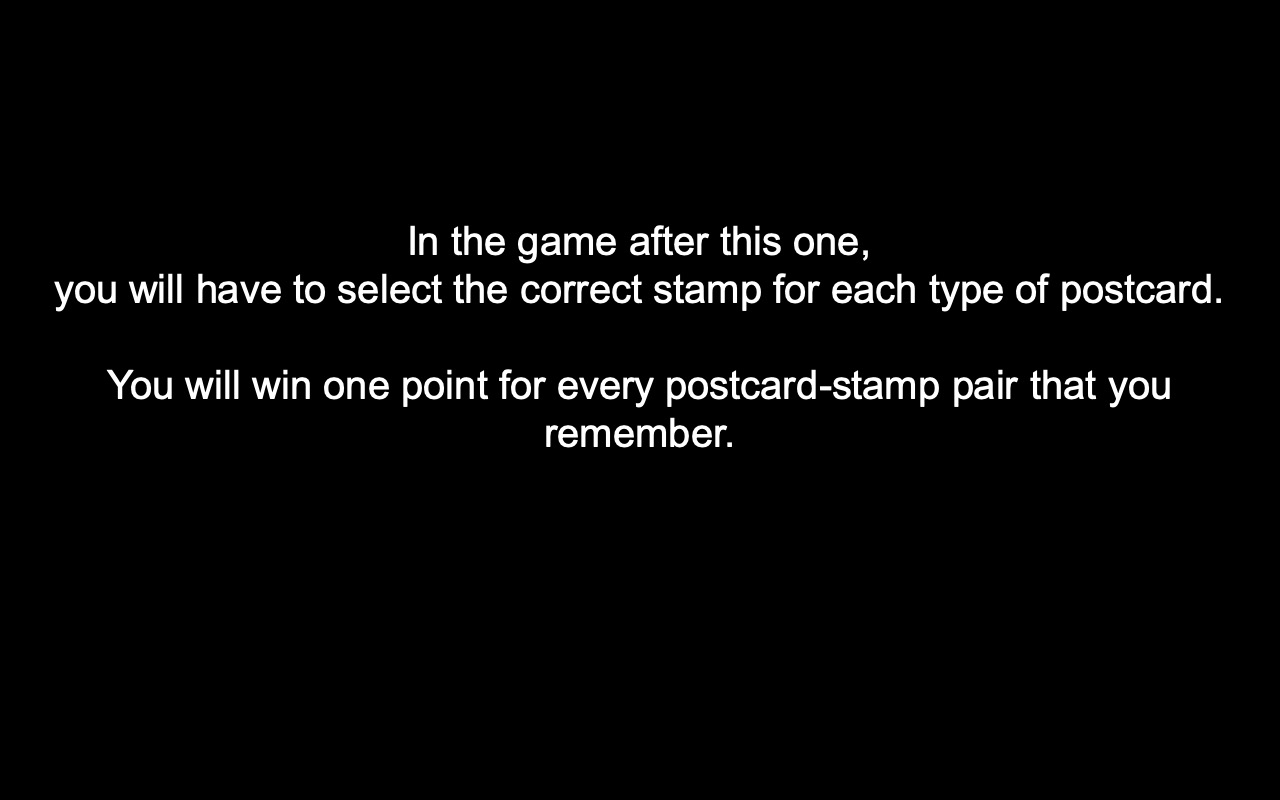 In the game after this one,
you will have to select the correct stamp for each type of postcard.
You will win one point for every postcard-stamp pair that you
remember.